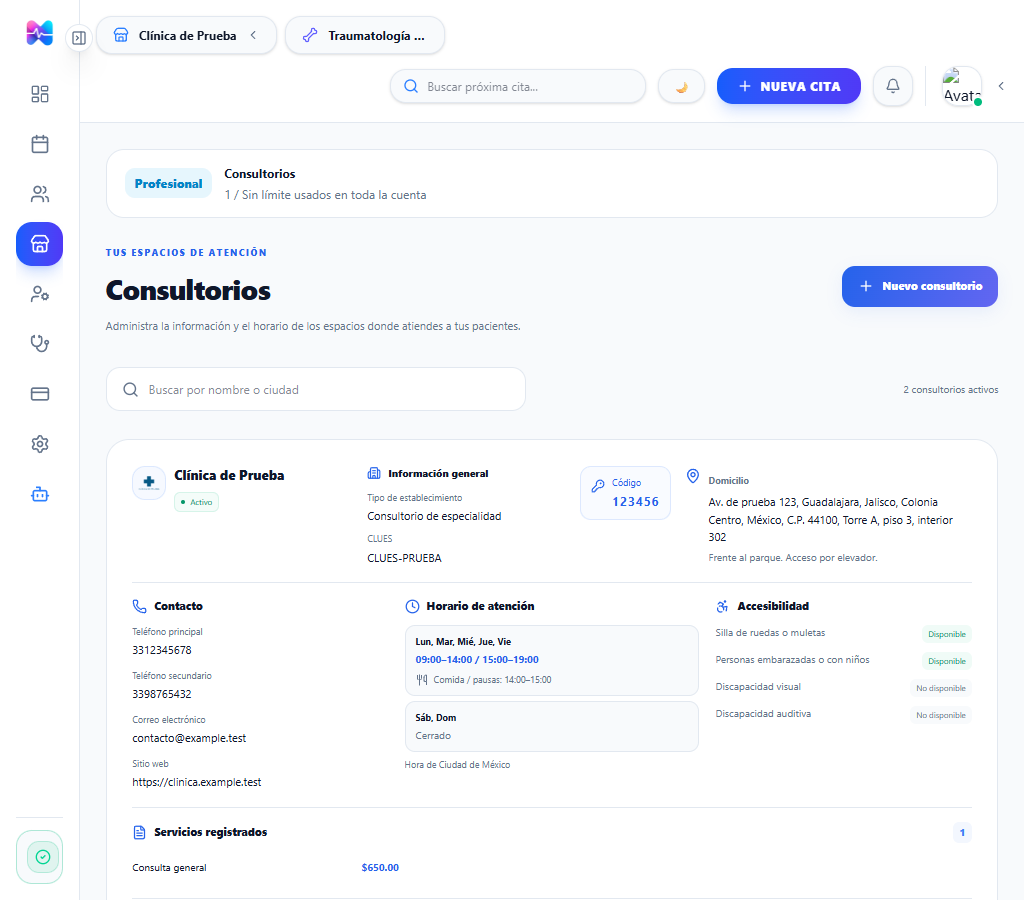 Clínica de Prueba
Traumatología ...
Buscar próxima cita...
NUEVA CITA
Avata
Profesional
Consultorios
1 / Sin límite usados en toda la cuenta
TUS ESPACIOS DE ATENCIÓN
Consultorios
Nuevo consultorio
Administra la información y el horario de los espacios donde atiendes a tus pacientes.
Buscar por nombre o ciudad
2 consultorios activos
Clínica de Prueba
Activo
Información general
Tipo de establecimiento
Consultorio de especialidad
CLUES
CLUES-PRUEBA
Código
123456
Domicilio
Av. de prueba 123, Guadalajara, Jalisco, Colonia
Centro, México, C.P. 44100, Torre A, piso 3, interior
302
Frente al parque. Acceso por elevador.
Contacto
Teléfono principal
3312345678
Teléfono secundario
3398765432
Correo electrónico
contacto@example.test
Sitio web
https://clinica.example.test
Horario de atención
Lun, Mar, Mié, Jue, Vie
09:00–14:00 / 15:00–19:00
Comida / pausas: 14:00–15:00
Sáb, Dom
Cerrado
Hora de Ciudad de México
Accesibilidad
Silla de ruedas o muletas Disponible
Personas embarazadas o con niños Disponible
Discapacidad visual No disponible
Discapacidad auditiva No disponible
Servicios registrados 1
Consulta general $650.00